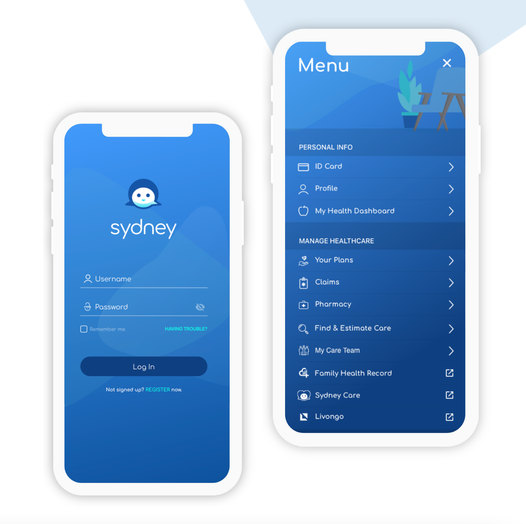 sydney
Username
Password
Remember me
HAVING TROUBLE?
Log In
Not signed up? REGISTER now.
Menu
PERSONAL INFO
ID Card
Profile
My Health Dashboard
MANAGE HEALTHCARE
Your Plans
Claims
Pharmacy
Find & Estimate Care
My Care Team
Family Health Record
Sydney Care
Livongo